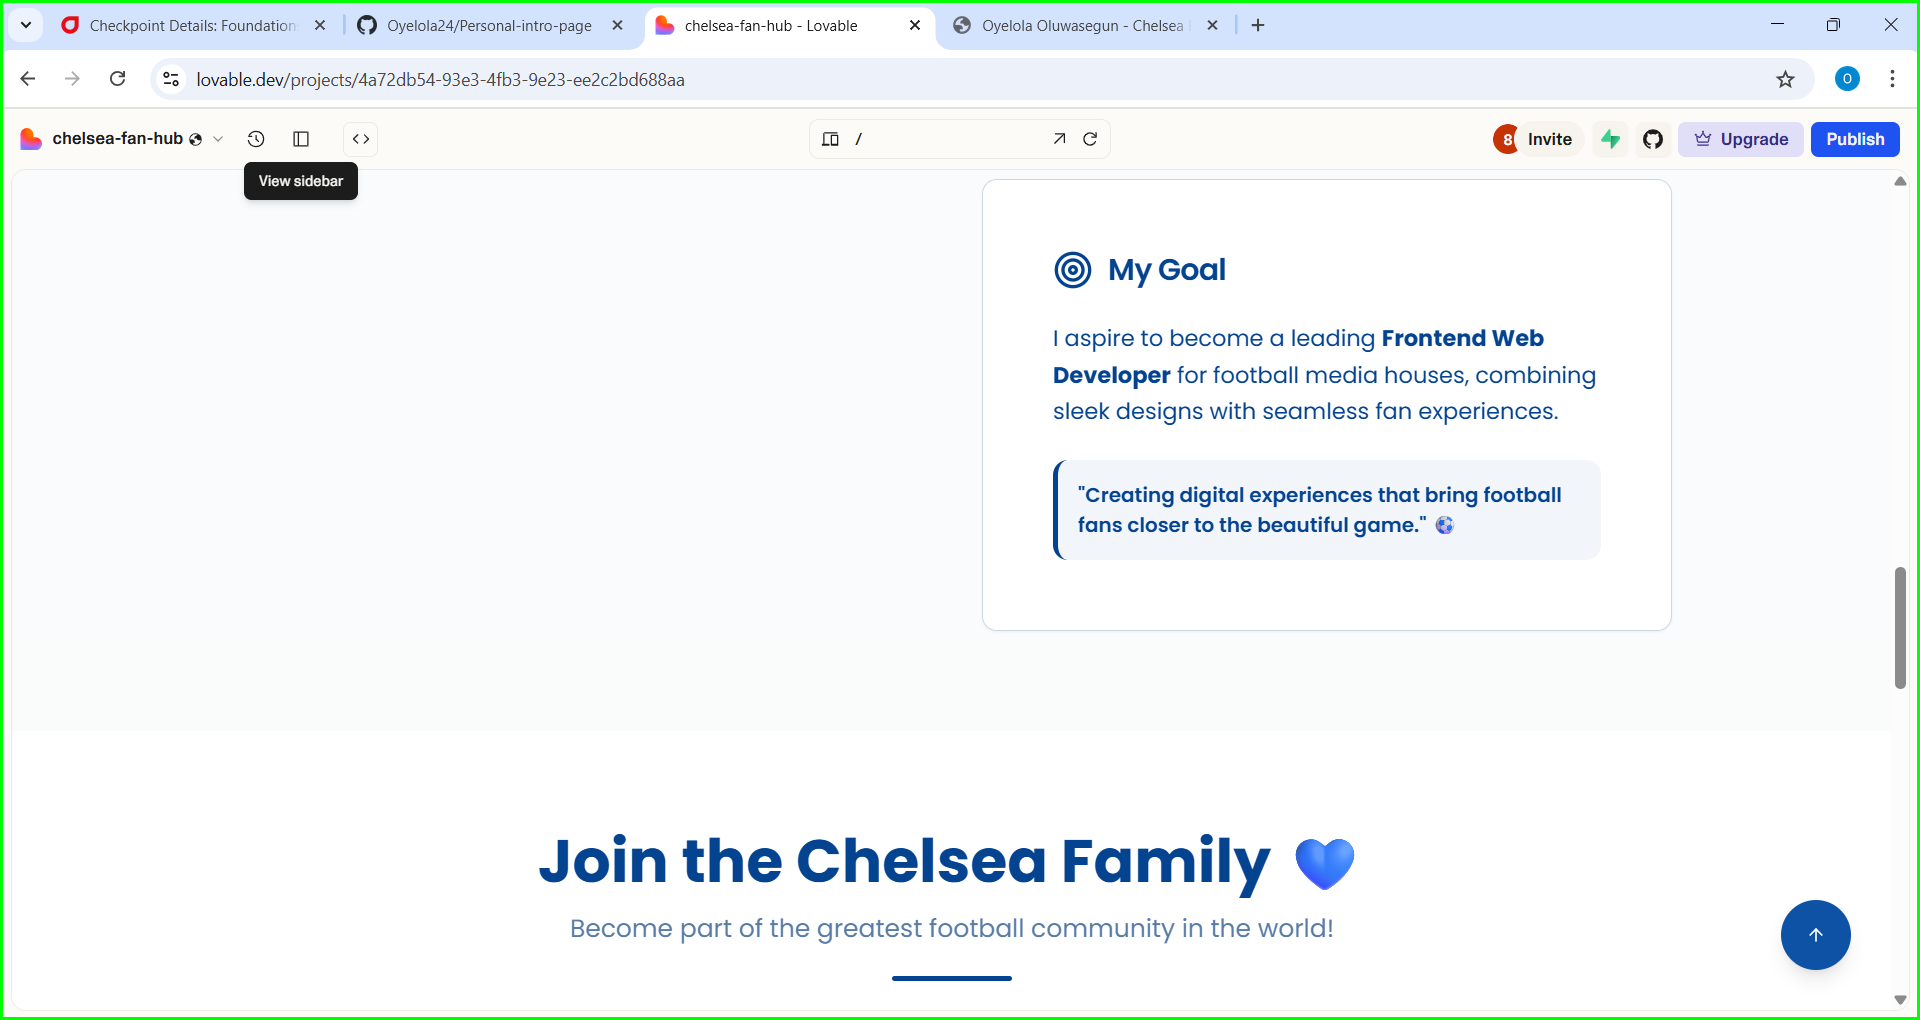 Checkpoint Details: Foundation
Oyelola24/Personal-intro-page
chelsea-fan-hub - Lovable
Oyelola Oluwasegun - Chelsea
lovable.dev/projects/4a72db54-93e3-4fb3-9e23-ee2c2bd688aa
O
chelsea-fan-hub
/
8
Invite
Upgrade
Publish
View sidebar
My Goal
I aspire to become a leading Frontend Web
Developer for football media houses, combining
sleek designs with seamless fan experiences.
"Creating digital experiences that bring football
fans closer to the beautiful game." ⚽
Join the Chelsea Family 💙
Become part of the greatest football community in the world!